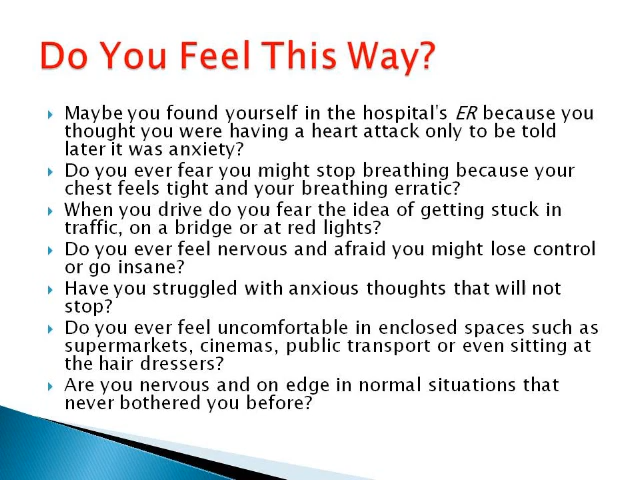 Do You Feel This Way?
Maybe you found yourself in the hospital's ER because you
thought you were having a heart attack only to be told
later it was anxiety?
Do you ever fear you might stop breathing because your
chest feels tight and your breathing erratic?
When you drive do you fear the idea of getting stuck in
traffic, on a bridge or at red lights?
Do you ever feel nervous and afraid you might lose control
or go insane?
Have you struggled with anxious thoughts that will not
stop?
Do you ever feel uncomfortable in enclosed spaces such as
supermarkets, cinemas, public transport or even sitting at
the hair dressers?
Are you nervous and on edge in normal situations that
never bothered you before?